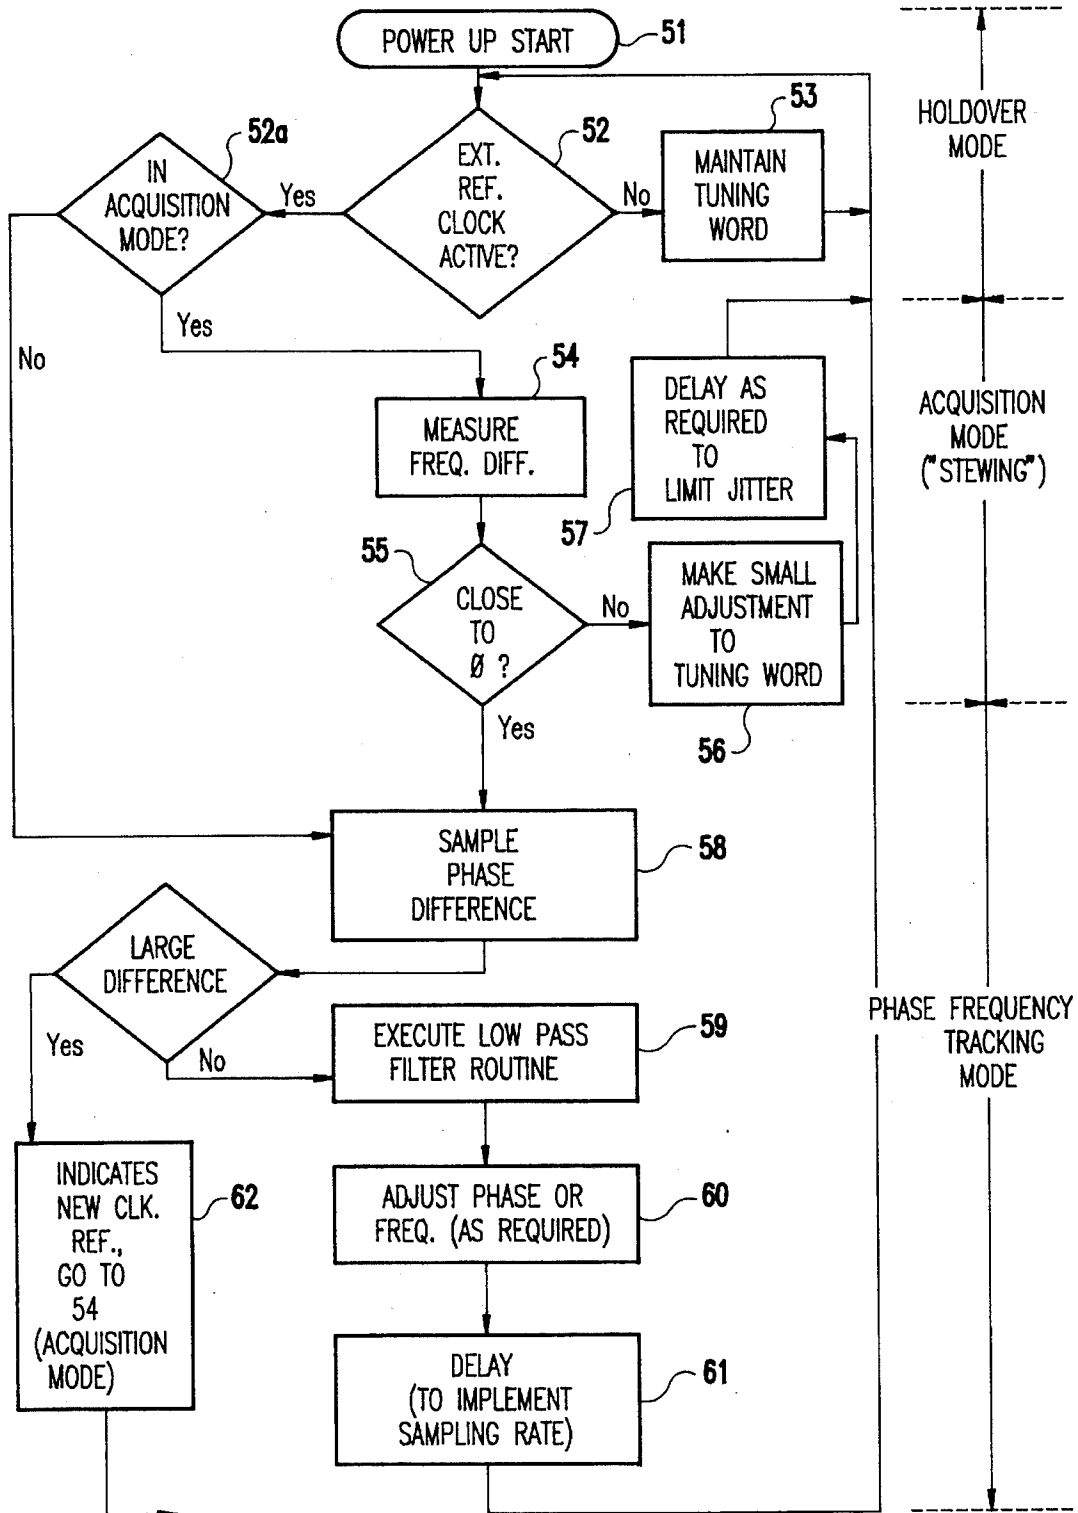 POWER UP START
51
HOLDOVER
MODE
52a
52
53
IN
ACQUISITION
MODE?
Yes
EXT.
REF.
CLOCK
ACTIVE?
No
MAINTAIN
TUNING
WORD
Yes
No
54
MEASURE
FREQ. DIFF.
DELAY AS
REQUIRED
TO
LIMIT JITTER
57
ACQUISITION
MODE
("STEWING")
55
CLOSE
TO
Ø ?
No
MAKE SMALL
ADJUSTMENT
TO
TUNING WORD
56
Yes
SAMPLE
PHASE
DIFFERENCE
58
LARGE
DIFFERENCE
Yes
No
EXECUTE LOW PASS
FILTER ROUTINE
59
PHASE FREQUENCY
TRACKING
MODE
INDICATES
NEW CLK.
REF.,
GO TO
54
(ACQUISITION
MODE)
62
ADJUST PHASE OR
FREQ. (AS REQUIRED)
60
DELAY
(TO IMPLEMENT
SAMPLING RATE)
61